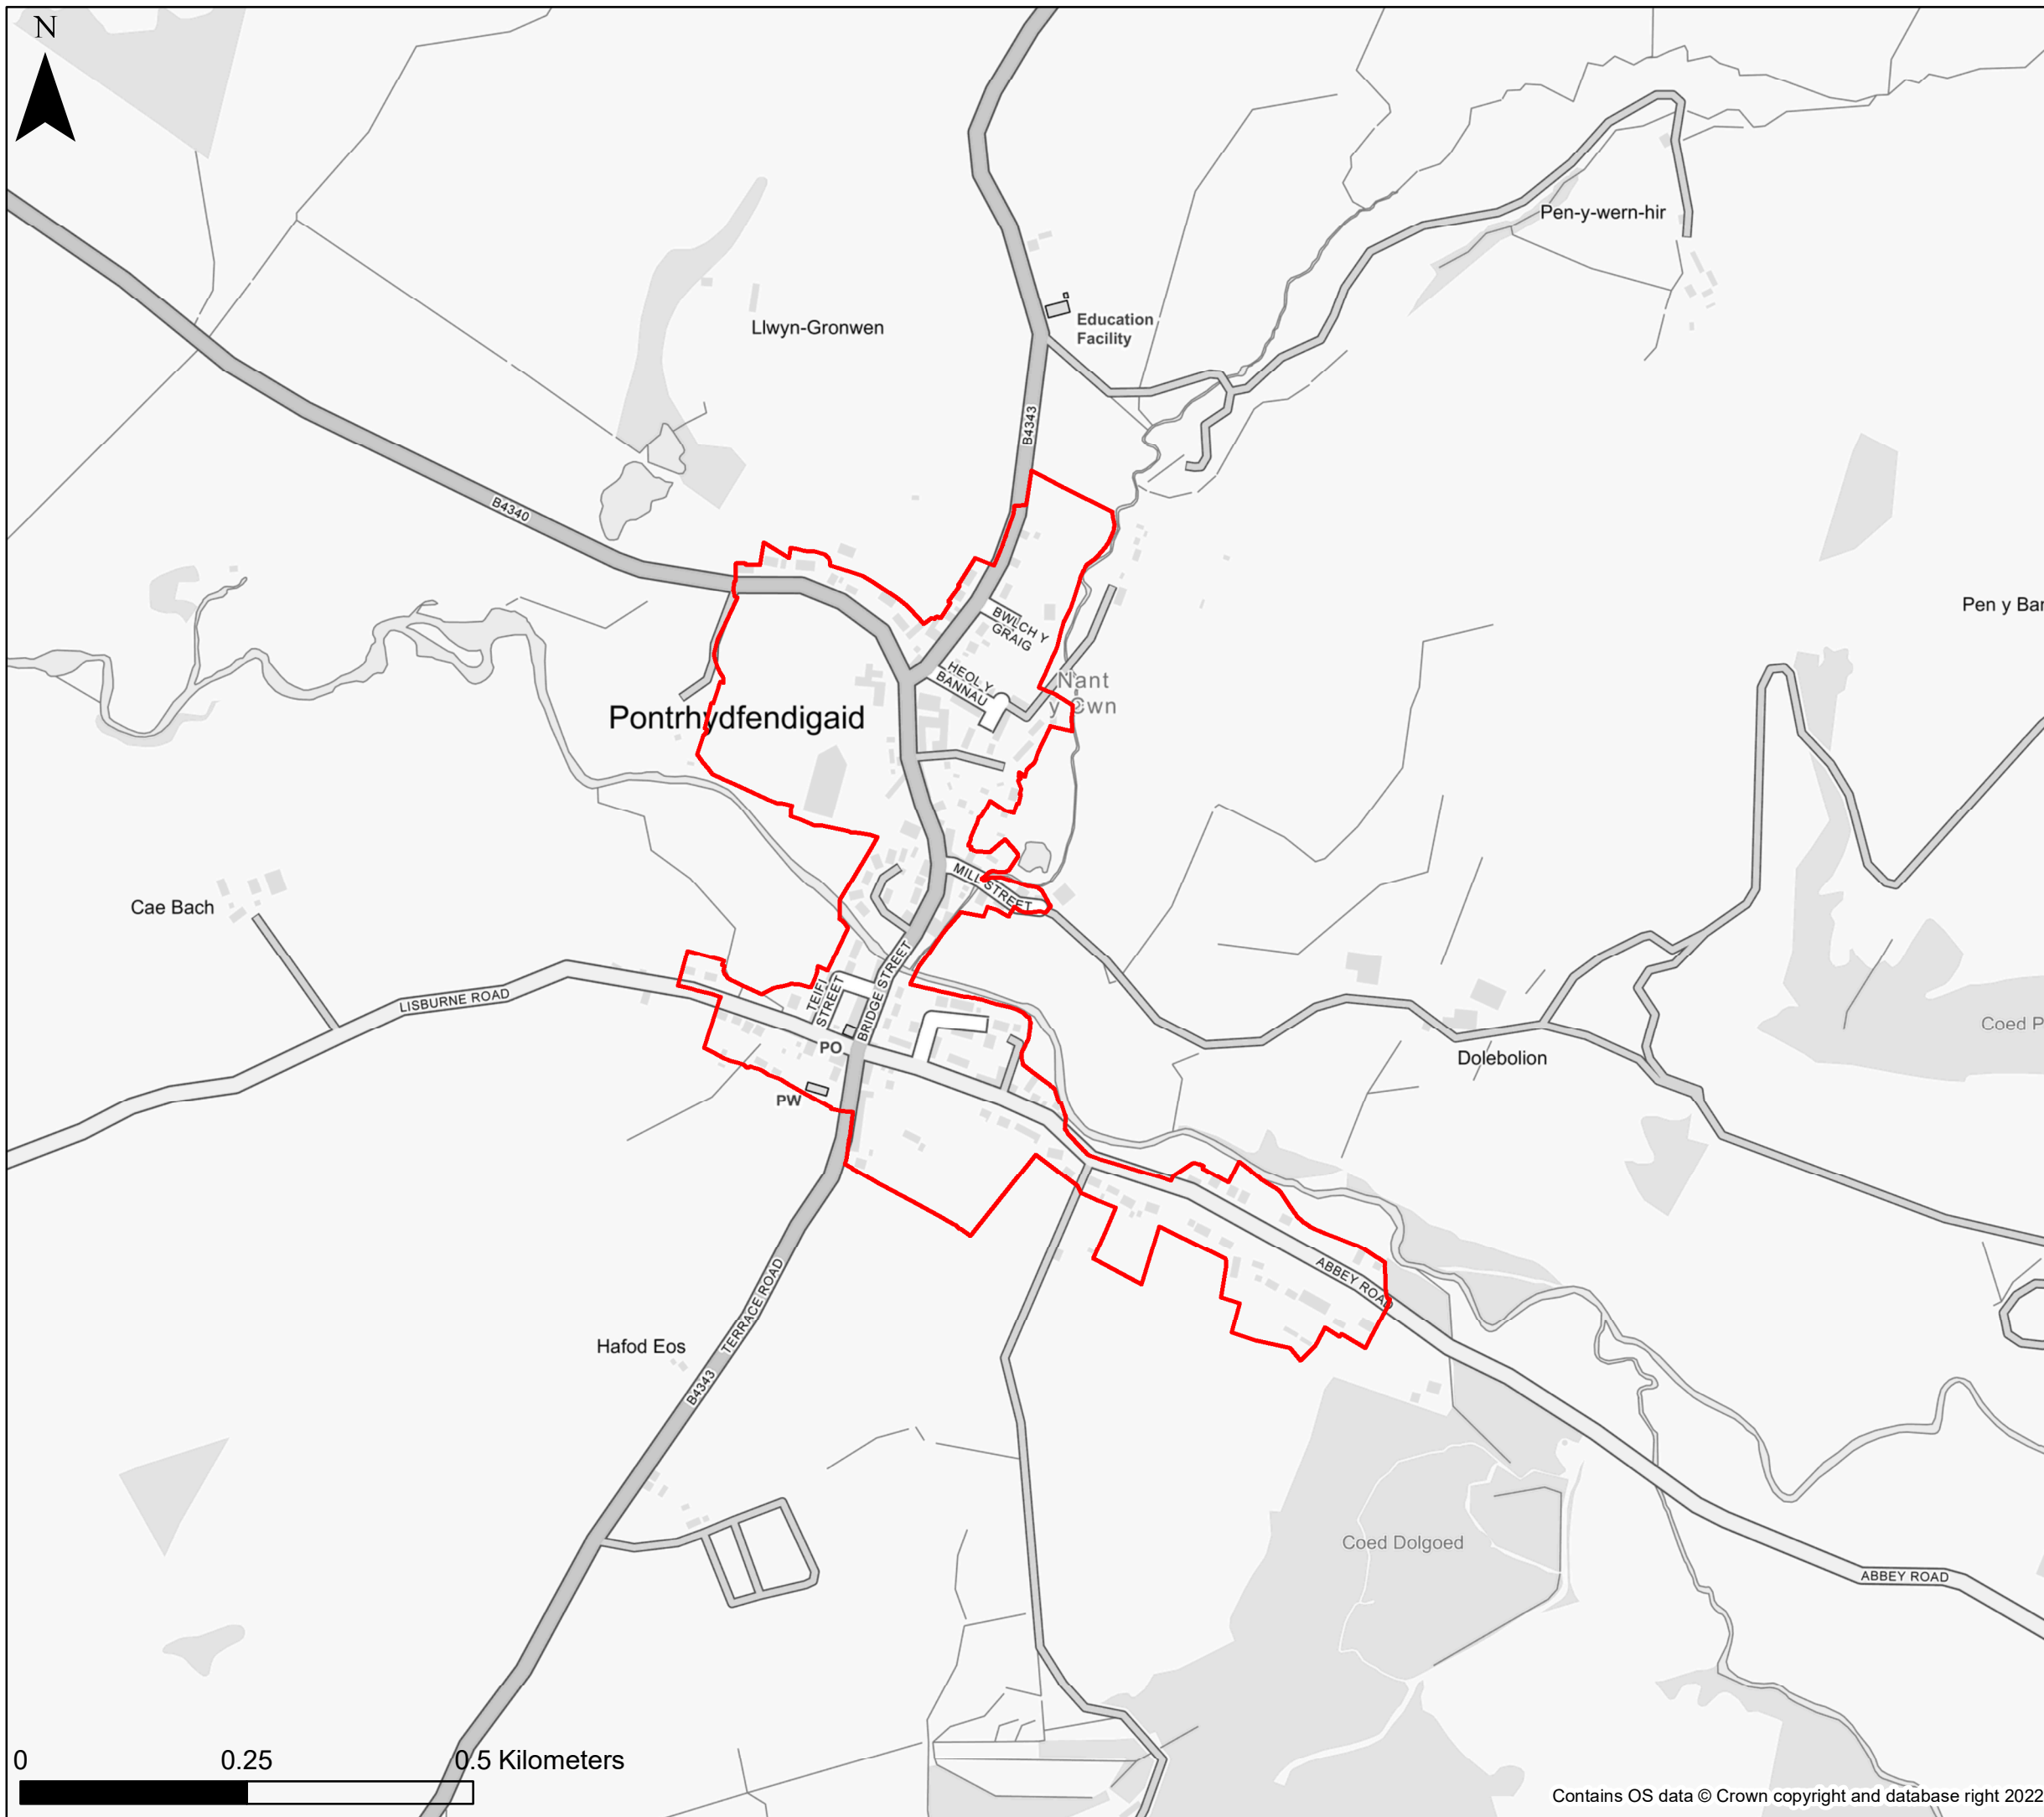 N
Pen-y-wern-hir
Education
Facility
Llwyn-Gronwen
B4343
B4340
Pen y Bar
BWLCH Y
GRAIG
HEOL Y
BANNAU
Nant
y Cwn
Pontrhydfendigaid
MILL STREET
Cae Bach
LISBURNE ROAD
TEIFI
STREET
BRIDGE STREET
Coed P
PO
Dolebolion
PW
ABBEY ROAD
TERRACE ROAD
Hafod Eos
B4343
Coed Dolgoed
ABBEY ROAD
0 0.25 0.5 Kilometers
Contains OS data © Crown copyright and database right 2022